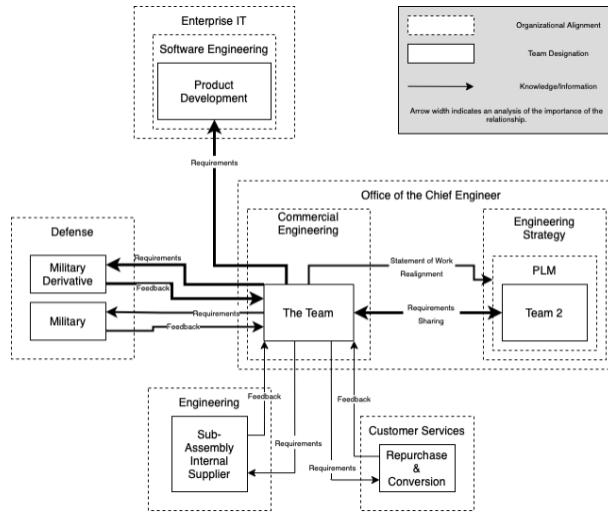 Enterprise IT
Software Engineering
Product
Development
Organizational Alignment
Team Designation
Knowledge/Information
Arrow width indicates an analysis of the importance of the
relationship.
Requirements
Office of the Chief Engineer
Commercial
Engineering
Engineering
Strategy
Defense
Military
Derivative
Military
Requirements
Feedback
Requirements
Feedback
The Team
Statement of Work
Realignment
Requirements
Sharing
PLM
Team 2
Engineering
Sub-
Assembly
Internal
Supplier
Feedback
Requirements
Customer Services
Repurchase
&
Conversion
Feedback
Requirements